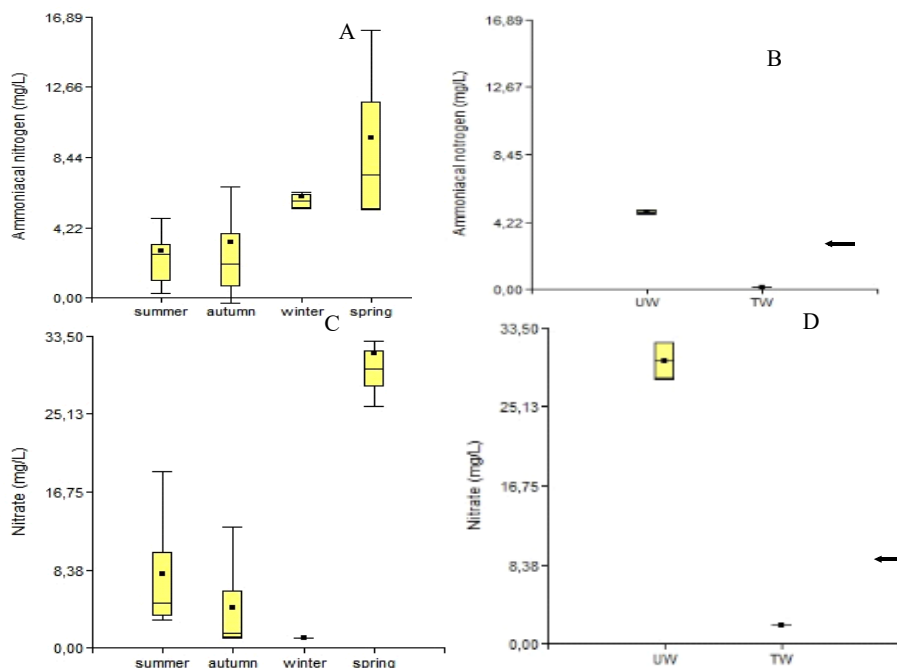 A
Ammoniacal nitrogen (mg/L)
16,89
12,66
8,44
4,22
0,00
summer autumn winter spring
B
Ammoniacal notrogen (mg/L)
16,89
12,67
8,45
4,22
0,00
UW TW
C
Nitrate (mg/L)
33,50
25,13
16,75
8,38
0,00
summer autumn winter spring
D
Nitrate (mg/L)
33,50
25,13
16,75
8,38
0,00
UW TW